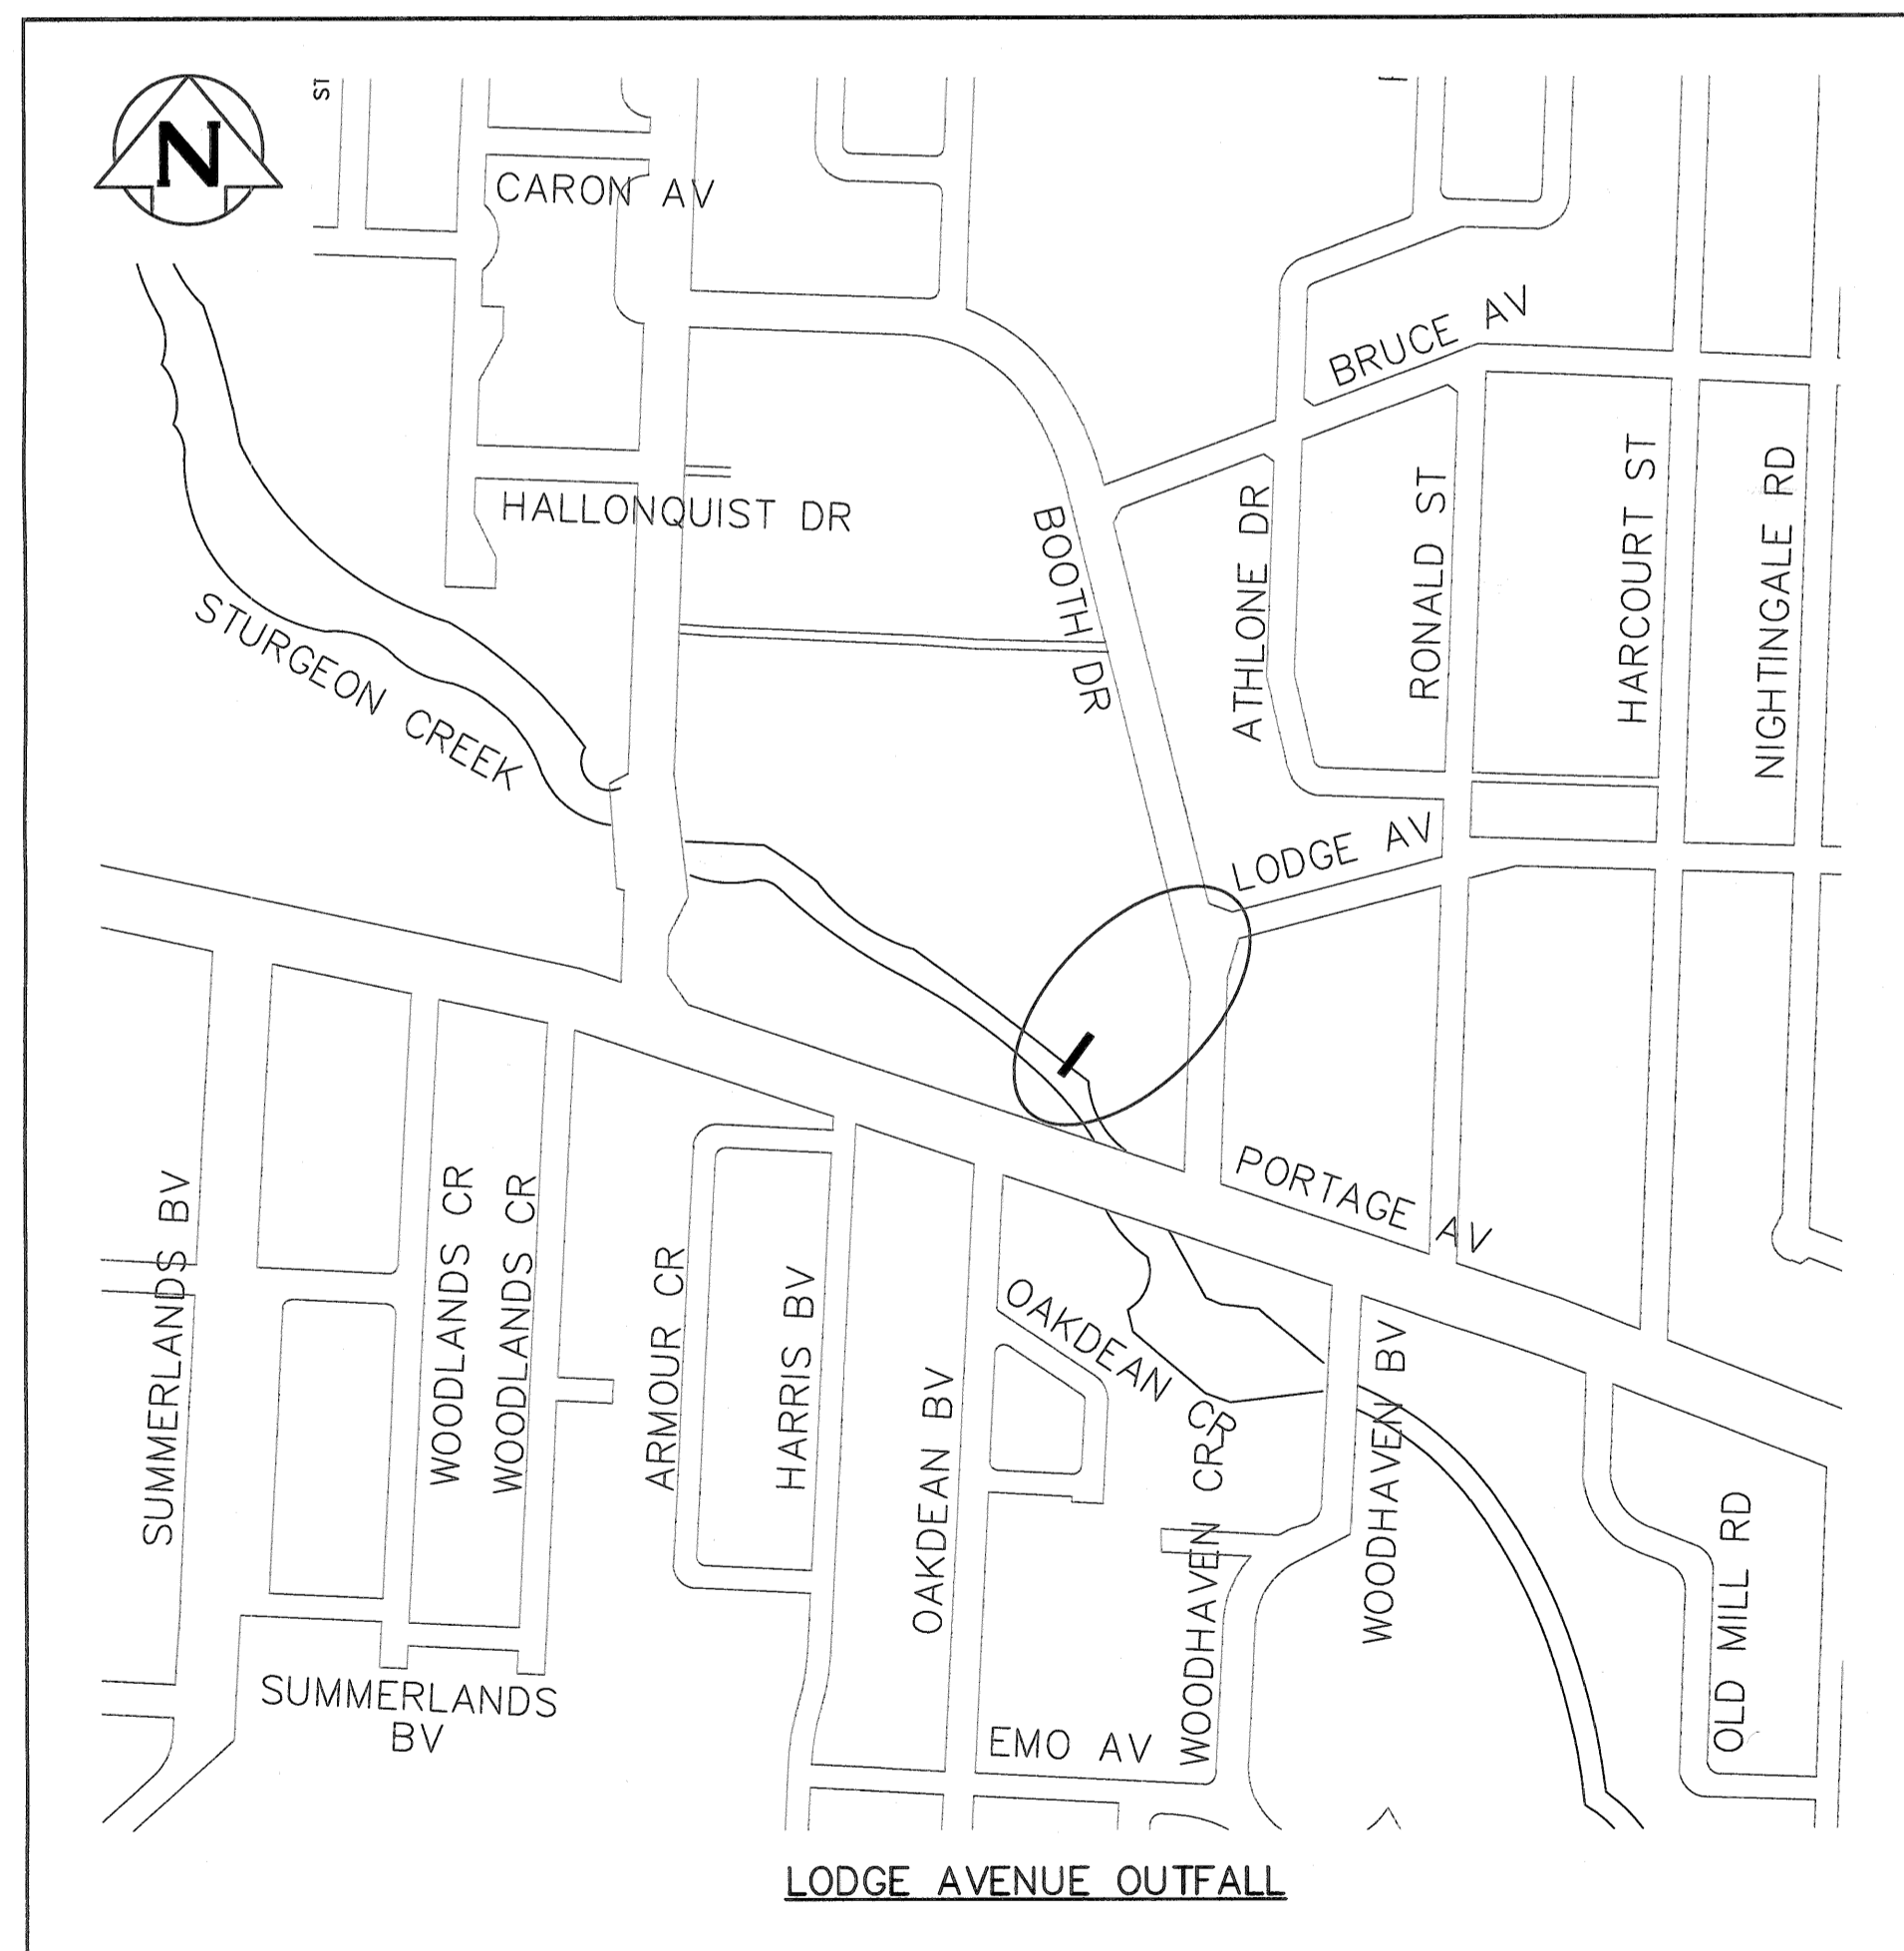 ST
N
CARON AV
BRUCE AV
HALLONQUIST DR
BOOTH DR
ATHLONE DR
RONALD ST
HARCOURT ST
NIGHTINGALE RD
STURGEON CREEK
LODGE AV
PORTAGE AV
SUMMERLANDS BV
WOODLANDS CR
WOODLANDS CR
ARMOUR CR
HARRIS BV
OAKDEAN BV
OAKDEAN CR
WOODHAVEN CR
WOODHAVEN BV
OLD MILL RD
SUMMERLANDS
BV
EMO AV
LODGE AVENUE OUTFALL